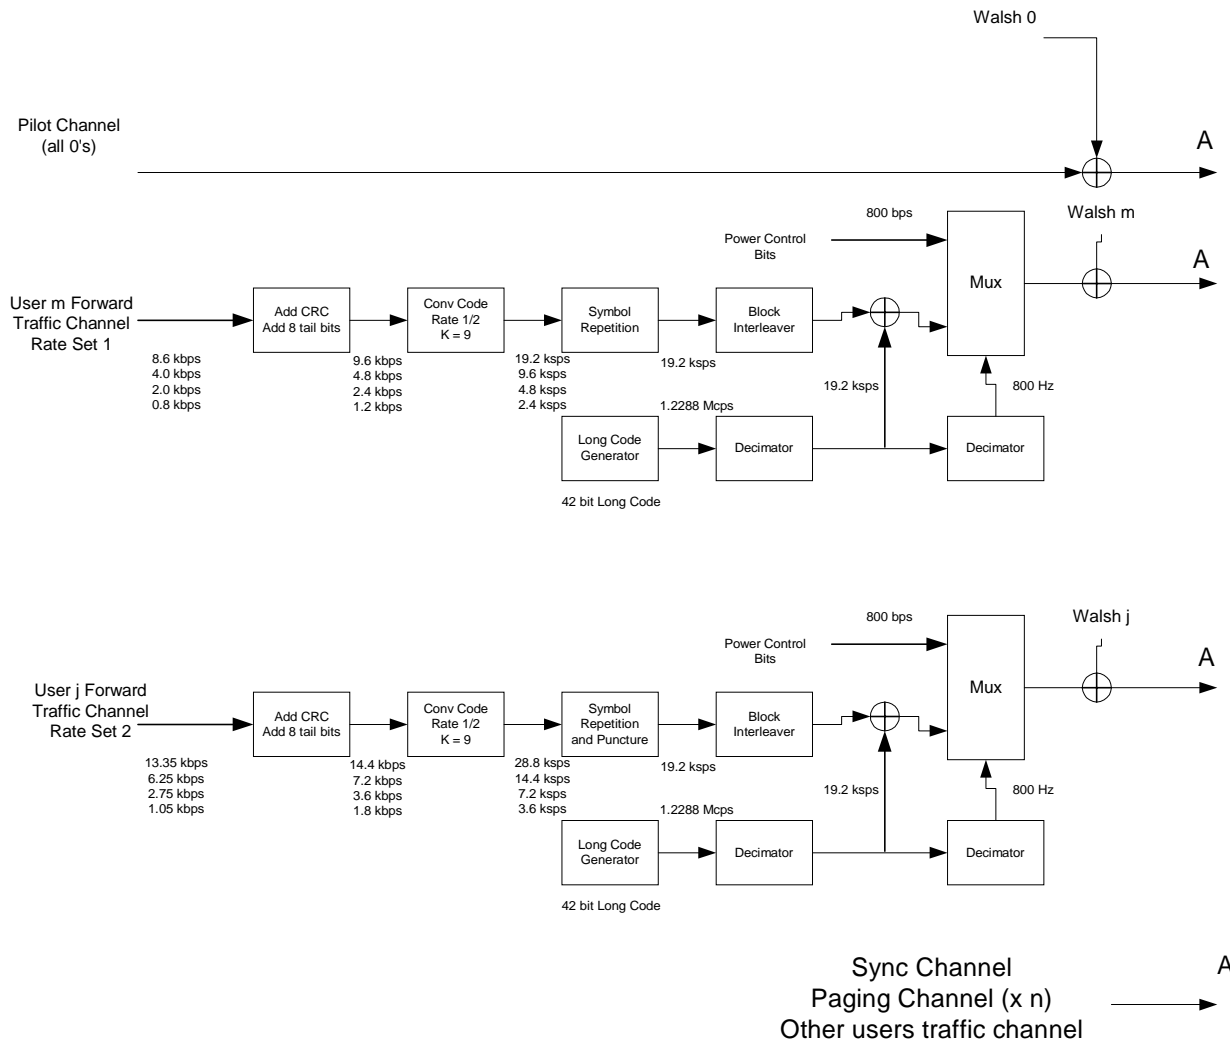 Walsh 0
Pilot Channel
(all 0's)
A
Walsh m
800 bps
Power Control
Bits
Mux
A
User m Forward
Traffic Channel
Rate Set 1
Add CRC
Add 8 tail bits
Conv Code
Rate 1/2
K = 9
Symbol
Repetition
Block
Interleaver
8.6 kbps
4.0 kbps
2.0 kbps
0.8 kbps
9.6 kbps
4.8 kbps
2.4 kbps
1.2 kbps
19.2 ksps
9.6 ksps
4.8 ksps
2.4 ksps
19.2 ksps
19.2 ksps
800 Hz
1.2288 Mcps
Long Code
Generator
Decimator
Decimator
42 bit Long Code
Walsh j
800 bps
Power Control
Bits
Mux
A
User j Forward
Traffic Channel
Rate Set 2
Add CRC
Add 8 tail bits
Conv Code
Rate 1/2
K = 9
Symbol
Repetition
and Puncture
Block
Interleaver
13.35 kbps
6.25 kbps
2.75 kbps
1.05 kbps
14.4 kbps
7.2 kbps
3.6 kbps
1.8 kbps
28.8 ksps
14.4 ksps
7.2 ksps
3.6 ksps
19.2 ksps
19.2 ksps
800 Hz
1.2288 Mcps
Long Code
Generator
Decimator
Decimator
42 bit Long Code
Sync Channel
Paging Channel (x n)
Other users traffic channel
A